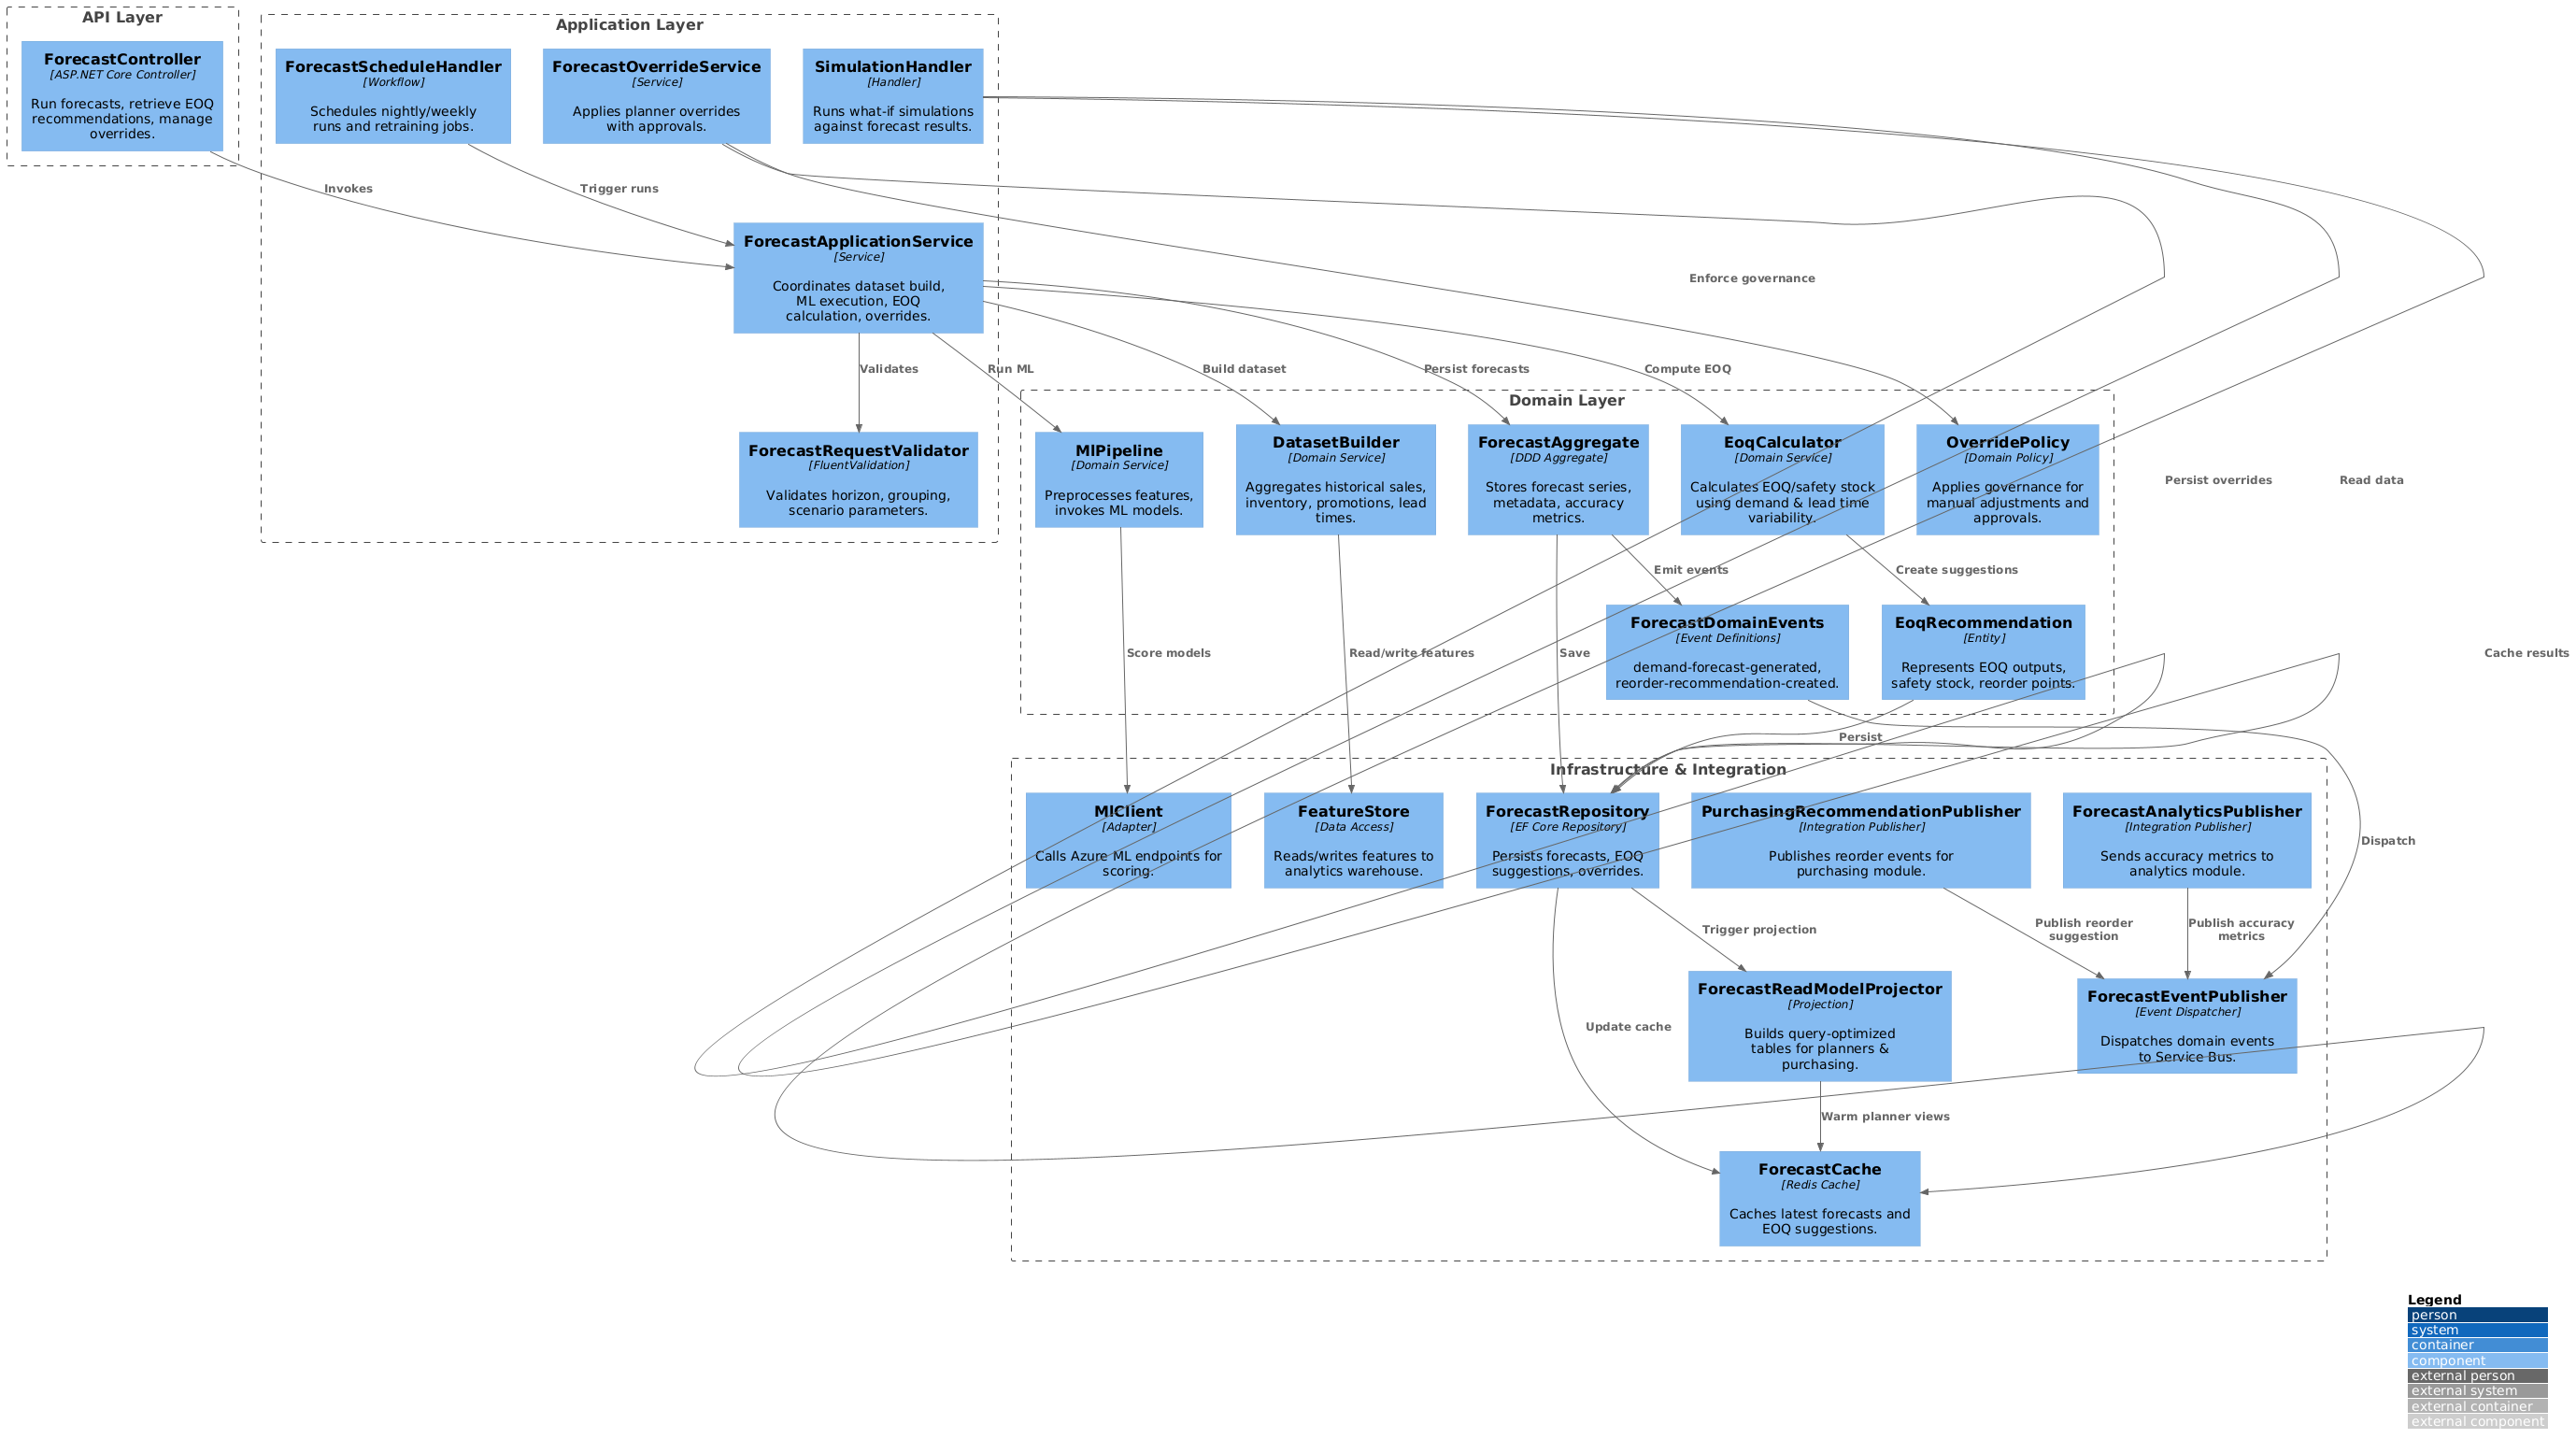 API Layer
ForecastController
[ASP.NET Core Controller]
Run forecasts, retrieve EOQ
recommendations, manage
overrides.
Application Layer
ForecastScheduleHandler
[Workflow]
Schedules nightly/weekly
runs and retraining jobs.
ForecastOverrideService
[Service]
Applies planner overrides
with approvals.
SimulationHandler
[Handler]
Runs what-if simulations
against forecast results.
Invokes
Trigger runs
ForecastApplicationService
[Service]
Coordinates dataset build,
ML execution, EOQ
calculation, overrides.
Enforce governance
Validates
Run ML
Build dataset
Persist forecasts
Compute EOQ
ForecastRequestValidator
[FluentValidation]
Validates horizon, grouping,
scenario parameters.
Domain Layer
MlPipeline
[Domain Service]
Preprocesses features,
invokes ML models.
DatasetBuilder
[Domain Service]
Aggregates historical sales,
inventory, promotions, lead
times.
ForecastAggregate
[DDD Aggregate]
Stores forecast series,
metadata, accuracy
metrics.
EoqCalculator
[Domain Service]
Calculates EOQ/safety stock
using demand & lead time
variability.
OverridePolicy
[Domain Policy]
Applies governance for
manual adjustments and
approvals.
Persist overrides
Read data
Emit events
Create suggestions
ForecastDomainEvents
[Event Definitions]
demand-forecast-generated,
reorder-recommendation-created.
EoqRecommendation
[Entity]
Represents EOQ outputs,
safety stock, reorder points.
Score models
Read/write features
Save
Cache results
Persist
Infrastructure & Integration
MlClient
[Adapter]
Calls Azure ML endpoints for
scoring.
FeatureStore
[Data Access]
Reads/writes features to
analytics warehouse.
ForecastRepository
[EF Core Repository]
Persists forecasts, EOQ
suggestions, overrides.
PurchasingRecommendationPublisher
[Integration Publisher]
Publishes reorder events for
purchasing module.
ForecastAnalyticsPublisher
[Integration Publisher]
Sends accuracy metrics to
analytics module.
Dispatch
Trigger projection
Publish reorder
suggestion
Publish accuracy
metrics
ForecastReadModelProjector
[Projection]
Builds query-optimized
tables for planners &
purchasing.
ForecastEventPublisher
[Event Dispatcher]
Dispatches domain events
to Service Bus.
Update cache
Warm planner views
ForecastCache
[Redis Cache]
Caches latest forecasts and
EOQ suggestions.
Legend
person
system
container
component
external person
external system
external container
external component